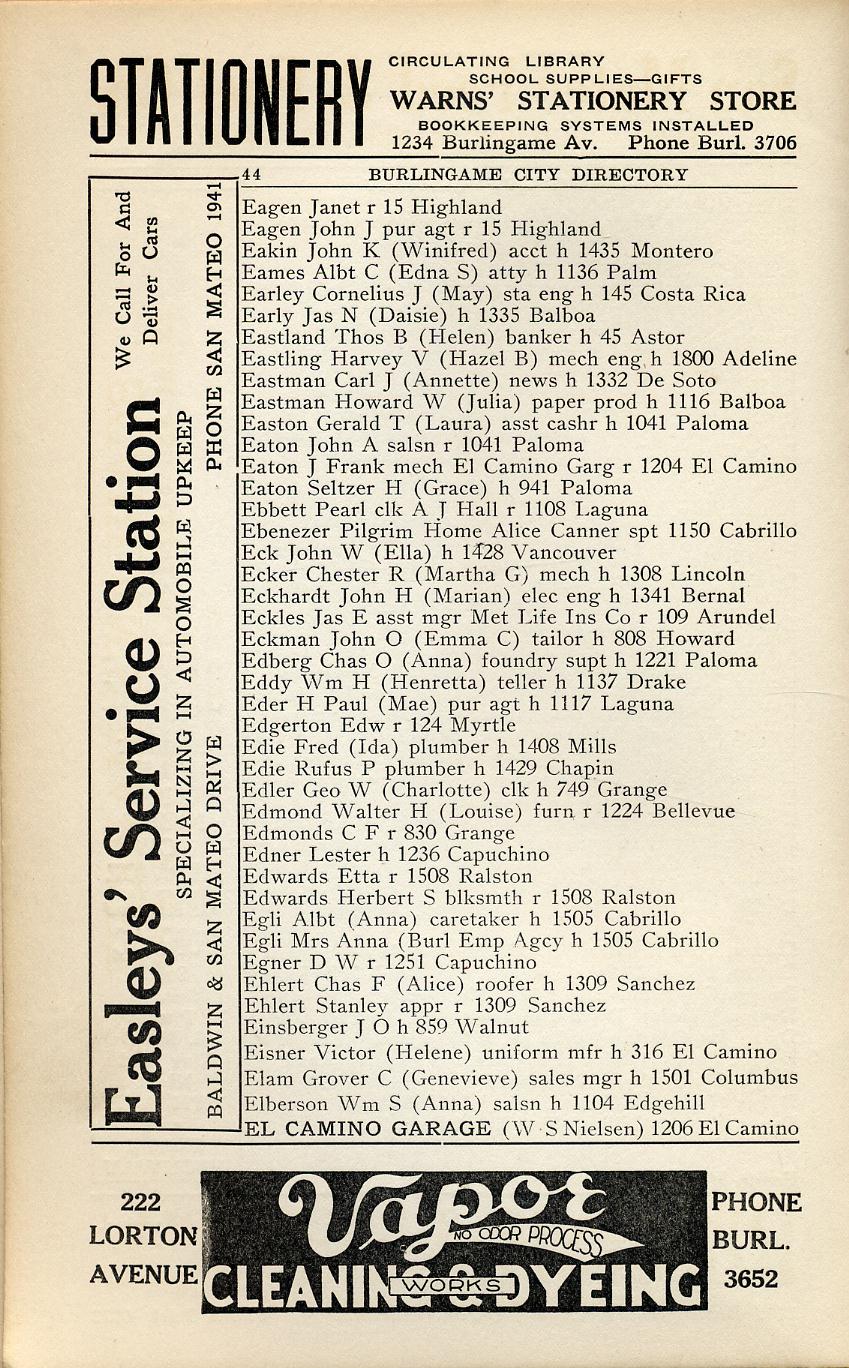 STATIONERY
CIRCULATING LIBRARY
SCHOOL SUPPLIES—GIFTS
WARNS' STATIONERY STORE
BOOKKEEPING SYSTEMS INSTALLED
1234 Burlingame Av. Phone Burl. 3706
Easleys' Service Station
We Call For And
Deliver Cars
SPECIALIZING IN AUTOMOBILE UPKEEP
BALDWIN & SAN MATEO DRIVE PHONE SAN MATEO 1941
44 BURLINGAME CITY DIRECTORY
Eagen Janet r 15 Highland
Eagen John J pur agt r 15 Highland
Eakin John K (Winifred) acct h 1435 Montero
Eames Albt C (Edna S) atty h 1136 Palm
Earley Cornelius J (May) sta eng h 145 Costa Rica
Early Jas N (Daisie) h 1335 Balboa
Eastland Thos B (Helen) banker h 45 Astor
Eastling Harvey V (Hazel B) mech eng h 1800 Adeline
Eastman Carl J (Annette) news h 1332 De Soto
Eastman Howard W (Julia) paper prod h 1116 Balboa
Easton Gerald T (Laura) asst cashr h 1041 Paloma
Eaton John A salsn r 1041 Paloma
Eaton J Frank mech El Camino Garg r 1204 El Camino
Eaton Seltzer H (Grace) h 941 Paloma
Ebbett Pearl clk A J Hall r 1108 Laguna
Ebenezer Pilgrim Home Alice Canner spt 1150 Cabrillo
Eck John W (Ella) h 1428 Vancouver
Ecker Chester R (Martha G) mech h 1308 Lincoln
Eckhardt John H (Marian) elec eng h 1341 Bernal
Eckles Jas E asst mgr Met Life Ins Co r 109 Arundel
Eckman John O (Emma C) tailor h 808 Howard
Edberg Chas O (Anna) foundry supt h 1221 Paloma
Eddy Wm H (Henretta) teller h 1137 Drake
Eder H Paul (Mae) pur agt h 1117 Laguna
Edgerton Edw r 124 Myrtle
Edie Fred (Ida) plumber h 1408 Mills
Edie Rufus P plumber h 1429 Chapin
Edler Geo W (Charlotte) clk h 749 Grange
Edmond Walter H (Louise) furn r 1224 Bellevue
Edmonds C F r 830 Grange
Edner Lester h 1236 Capuchino
Edwards Etta r 1508 Ralston
Edwards Herbert S blksmth r 1508 Ralston
Egli Albt (Anna) caretaker h 1505 Cabrillo
Egli Mrs Anna (Burl Emp Agcy h 1505 Cabrillo
Egner D W r 1251 Capuchino
Ehlert Chas F (Alice) roofer h 1309 Sanchez
Ehlert Stanley appr r 1309 Sanchez
Einsberger J O h 859 Walnut
Eisner Victor (Helene) uniform mfr h 316 El Camino
Elam Grover C (Genevieve) sales mgr h 1501 Columbus
Elberson Wm S (Anna) salsn h 1104 Edgehill
EL CAMINO GARAGE (W S Nielsen) 1206 El Camino
222
LORTON
AVENUE
Vapor
NO ODOR PROCESS
CLEANING & DYEING
WORKS
PHONE
BURL.
3652